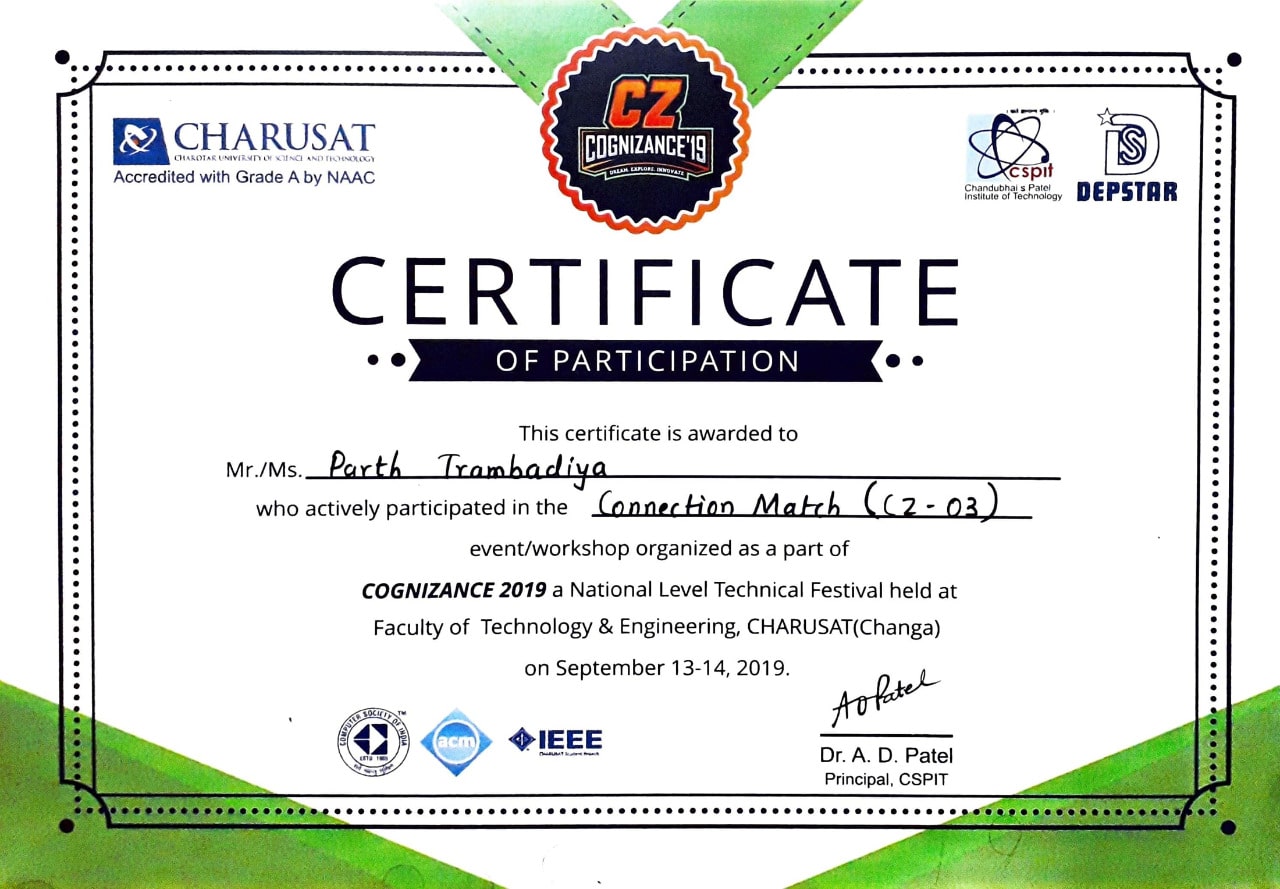 CZ
COGNIZANCE'19
DREAM. EXPLORE. INNOVATE
CHARUSAT
CHAROTAR UNIVERSITY OF SCIENCE AND TECHNOLOGY
Accredited with Grade A by NAAC
cspit
Chandubhai s Patel
Institute of Technology
DEPSTAR
CERTIFICATE
OF PARTICIPATION
This certificate is awarded to
Mr./Ms. Parth Trambadiya
who actively participated in the Connection Match (CZ-03)
event/workshop organized as a part of
COGNIZANCE 2019 a National Level Technical Festival held at
Faculty of Technology & Engineering, CHARUSAT(Changa)
on September 13-14, 2019.
A D Patel
COMPUTER SOCIETY OF INDIA
TM
ESTD 1965
acm
IEEE
CHARUSAT Student Branch
Dr. A. D. Patel
Principal, CSPIT